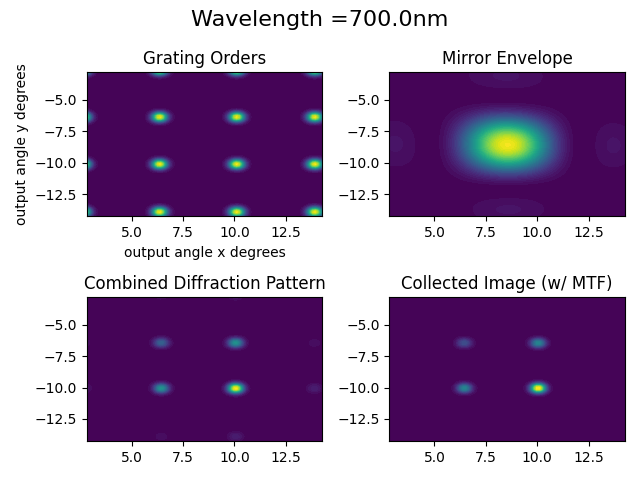 Wavelength =700.0nm
Grating Orders
Mirror Envelope
output angle y degrees
−5.0
−7.5
−10.0
−12.5
5.0 7.5 10.0 12.5
output angle x degrees
−5.0
−7.5
−10.0
−12.5
5.0 7.5 10.0 12.5
Combined Diffraction Pattern
Collected Image (w/ MTF)
−5.0
−7.5
−10.0
−12.5
5.0 7.5 10.0 12.5
−5.0
−7.5
−10.0
−12.5
5.0 7.5 10.0 12.5